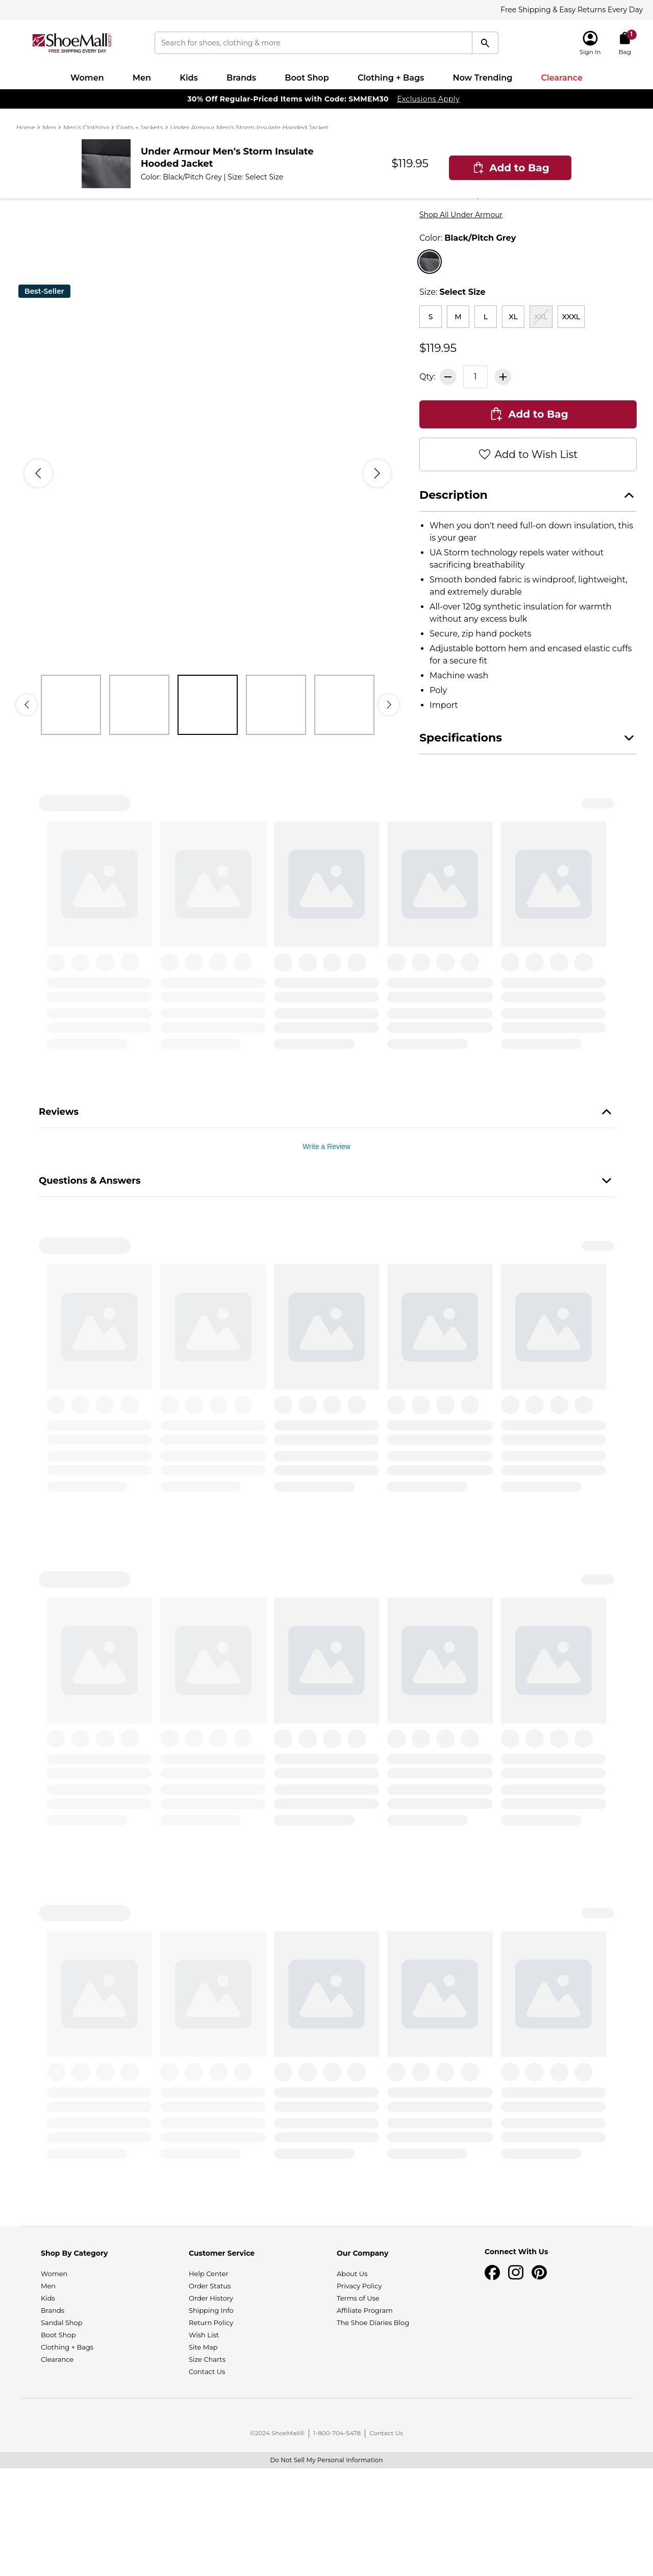 Free Shipping & Easy Returns Every Day
ShoeMall.com
FREE SHIPPING EVERY DAY
Search for shoes, clothing & more
Sign In
1
Bag
Women Men Kids Brands Boot Shop Clothing + Bags Now Trending Clearance
30% Off Regular-Priced Items with Code: SMMEM30 Exclusions Apply
Home > Men > Men's Clothing > Coats + Jackets > Under Armour Men's Storm Insulate Hooded Jacket
Under Armour Men's Storm Insulate
Hooded Jacket
Color: Black/Pitch Grey | Size: Select Size
$119.95
Add to Bag
Shop All Under Armour
Color: Black/Pitch Grey
Best-Seller
Size: Select Size
S M L XL XXL XXXL
$119.95
Qty: 1
Add to Bag
Add to Wish List
Description
• When you don't need full-on down insulation, this
is your gear
• UA Storm technology repels water without
sacrificing breathability
• Smooth bonded fabric is windproof, lightweight,
and extremely durable
• All-over 120g synthetic insulation for warmth
without any excess bulk
• Secure, zip hand pockets
• Adjustable bottom hem and encased elastic cuffs
for a secure fit
• Machine wash
• Poly
• Import
Specifications
Reviews
Write a Review
Questions & Answers
Shop By Category
Women
Men
Kids
Brands
Sandal Shop
Boot Shop
Clothing + Bags
Clearance
Customer Service
Help Center
Order Status
Order History
Shipping Info
Return Policy
Wish List
Site Map
Size Charts
Contact Us
Our Company
About Us
Privacy Policy
Terms of Use
Affiliate Program
The Shoe Diaries Blog
Connect With Us
©2024 ShoeMall® | 1-800-704-5478 | Contact Us
Do Not Sell My Personal Information